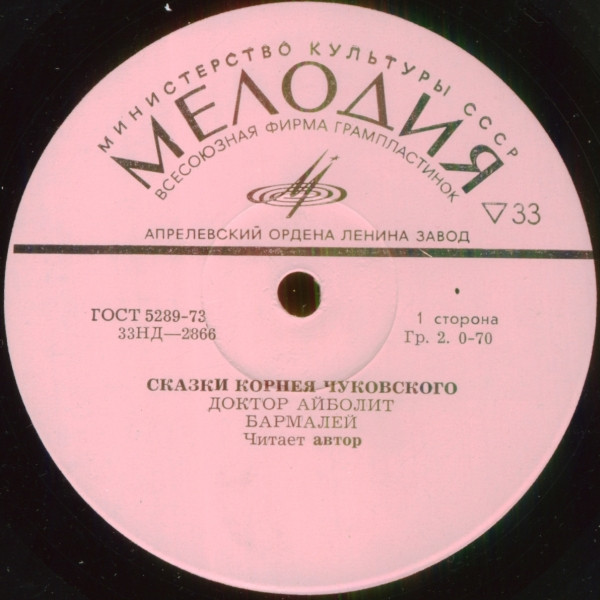 МИНИСТЕРСТВО КУЛЬТУРЫ СССР
МЕЛОДИЯ
ВСЕСОЮЗНАЯ ФИРМА ГРАМПЛАСТИНОК
▽33
АПРЕЛЕВСКИЙ ОРДЕНА ЛЕНИНА ЗАВОД
ГОСТ 5289-73
33НД—2866
1 сторона
Гр. 2. 0-70
СКАЗКИ КОРНЕЯ ЧУКОВСКОГО
ДОКТОР АЙБОЛИТ
БАРМАЛЕЙ
Читает автор